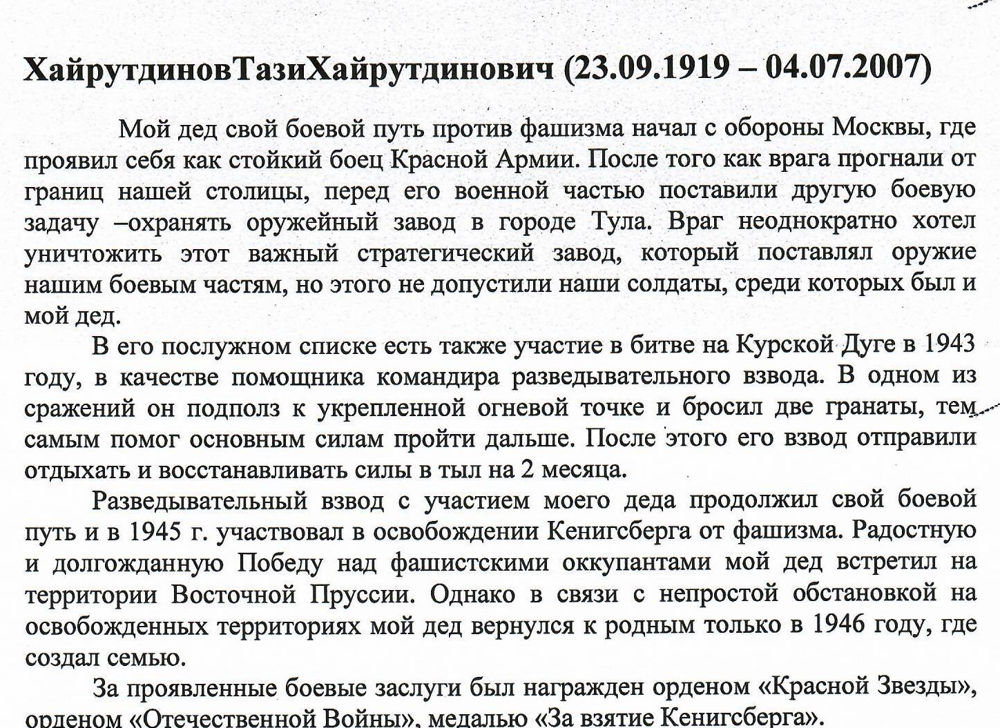 ХайрутдиновТазиХайрутдинович (23.09.1919 – 04.07.2007)
Мой дед свой боевой путь против фашизма начал с обороны Москвы, где
проявил себя как стойкий боец Красной Армии. После того как врага прогнали от
границ нашей столицы, перед его военной частью поставили другую боевую
задачу –охранять оружейный завод в городе Тула. Враг неоднократно хотел
уничтожить этот важный стратегический завод, который поставлял оружие
нашим боевым частям, но этого не допустили наши солдаты, среди которых был и
мой дед.
В его послужном списке есть также участие в битве на Курской Дуге в 1943
году, в качестве помощника командира разведывательного взвода. В одном из
сражений он подполз к укрепленной огневой точке и бросил две гранаты, тем
самым помог основным силам пройти дальше. После этого его взвод отправили
отдыхать и восстанавливать силы в тыл на 2 месяца.
Разведывательный взвод с участием моего деда продолжил свой боевой
путь и в 1945 г. участвовал в освобождении Кенигсберга от фашизма. Радостную
и долгожданную Победу над фашистскими оккупантами мой дед встретил на
территории Восточной Пруссии. Однако в связи с непростой обстановкой на
освобожденных территориях мой дед вернулся к родным только в 1946 году, где
создал семью.
За проявленные боевые заслуги был награжден орденом «Красной Звезды»,
орденом «Отечественной Войны», медалью «За взятие Кенигсберга».